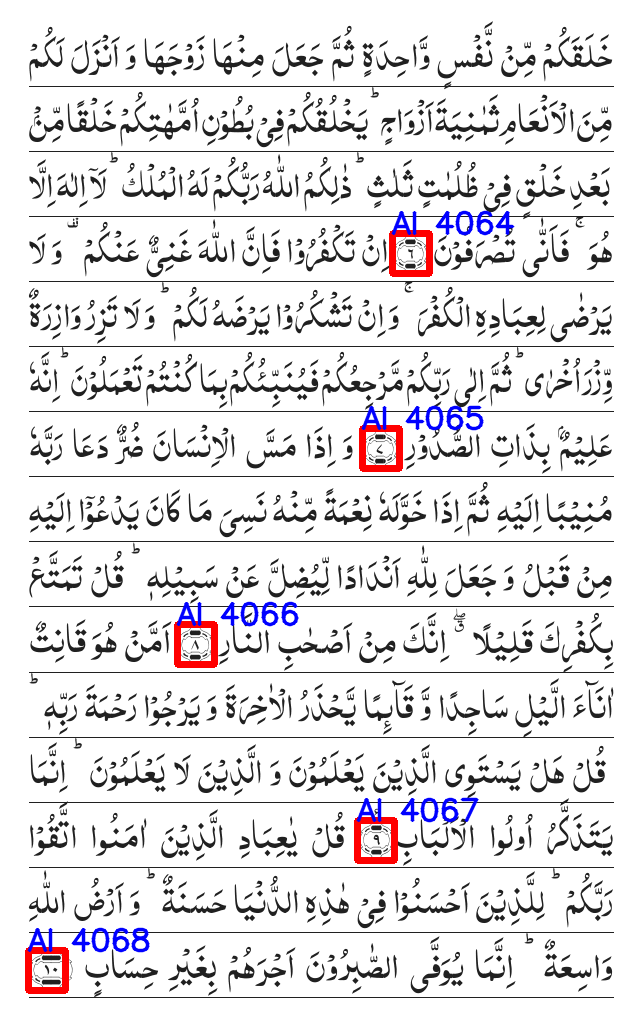 خَلَقَكُمۡ مِّنۡ نَّفۡسٍ وَّاحِدَةٍ ثُمَّ جَعَلَ مِنۡهَا زَوۡجَهَا وَ اَنۡزَلَ لَكُمۡ
مِّنَ الۡاَنۡعَامِ ثَمٰنِيَةَ اَزۡوَاجٍ ؕ يَخۡلُقُكُمۡ فِىۡ بُطُوۡنِ اُمَّهٰتِكُمۡ خَلۡقًا مِّنۡۢ
بَعۡدِ خَلۡقٍ فِىۡ ظُلُمٰتٍ ثَلٰثٍ ؕ ذٰلِكُمُ اللّٰهُ رَبُّكُمۡ لَهُ الۡمُلۡكُ ؕ لَاۤ اِلٰهَ اِلَّا
AI 4064
هُوَ ۚ فَاَنّٰى تُصۡرَفُوۡنَ ﴿۶﴾ اِنۡ تَكۡفُرُوۡا فَاِنَّ اللّٰهَ غَنِىٌّ عَنۡكُمۡ ۖ وَ لَا
يَرۡضٰى لِعِبَادِهِ الۡكُفۡرَ ۚ وَاِنۡ تَشۡكُرُوۡا يَرۡضَهُ لَكُمۡ ؕ وَ لَا تَزِرُ وَازِرَةٌ
وِّزۡرَ اُخۡرٰى ؕ ثُمَّ اِلٰى رَبِّكُمۡ مَّرۡجِعُكُمۡ فَيُنَبِّئُكُمۡ بِمَا كُنۡتُمۡ تَعۡمَلُوۡنَ ؕ اِنَّهٗ
AI 4065
عَلِيۡمٌۢ بِذَاتِ الصُّدُوۡرِ ﴿۷﴾ وَ اِذَا مَسَّ الۡاِنۡسَانَ ضُرٌّ دَعَا رَبَّهٗ
مُنِيۡبًا اِلَيۡهِ ثُمَّ اِذَا خَوَّلَهٗ نِعۡمَةً مِّنۡهُ نَسِىَ مَا كَانَ يَدۡعُوۡۤا اِلَيۡهِ
مِنۡ قَبۡلُ وَ جَعَلَ لِلّٰهِ اَنۡدَادًا لِّيُضِلَّ عَنۡ سَبِيۡلِهٖ ؕ قُلۡ تَمَتَّعۡ
AI 4066
بِكُفۡرِكَ قَلِيۡلًا ۖ اِنَّكَ مِنۡ اَصۡحٰبِ النَّارِ ﴿۸﴾ اَمَّنۡ هُوَ قَانِتٌ
اٰنَآءَ الَّيۡلِ سَاجِدًا وَّ قَآئِمًا يَّحۡذَرُ الۡاٰخِرَةَ وَ يَرۡجُوۡا رَحۡمَةَ رَبِّهٖ ؕ
قُلۡ هَلۡ يَسۡتَوِى الَّذِيۡنَ يَعۡلَمُوۡنَ وَ الَّذِيۡنَ لَا يَعۡلَمُوۡنَ ؕ اِنَّمَا
AI 4067
يَتَذَكَّرُ اُولُوا الۡاَلۡبَابِ ﴿۹﴾ قُلۡ يٰعِبَادِ الَّذِيۡنَ اٰمَنُوا اتَّقُوۡا
رَبَّكُمۡ ؕ لِلَّذِيۡنَ اَحۡسَنُوۡا فِىۡ هٰذِهِ الدُّنۡيَا حَسَنَةٌ ؕ وَ اَرۡضُ اللّٰهِ
AI 4068
وَاسِعَةٌ ؕ اِنَّمَا يُوَفَّى الصّٰبِرُوۡنَ اَجۡرَهُمۡ بِغَيۡرِ حِسَابٍ ﴿۱۰﴾